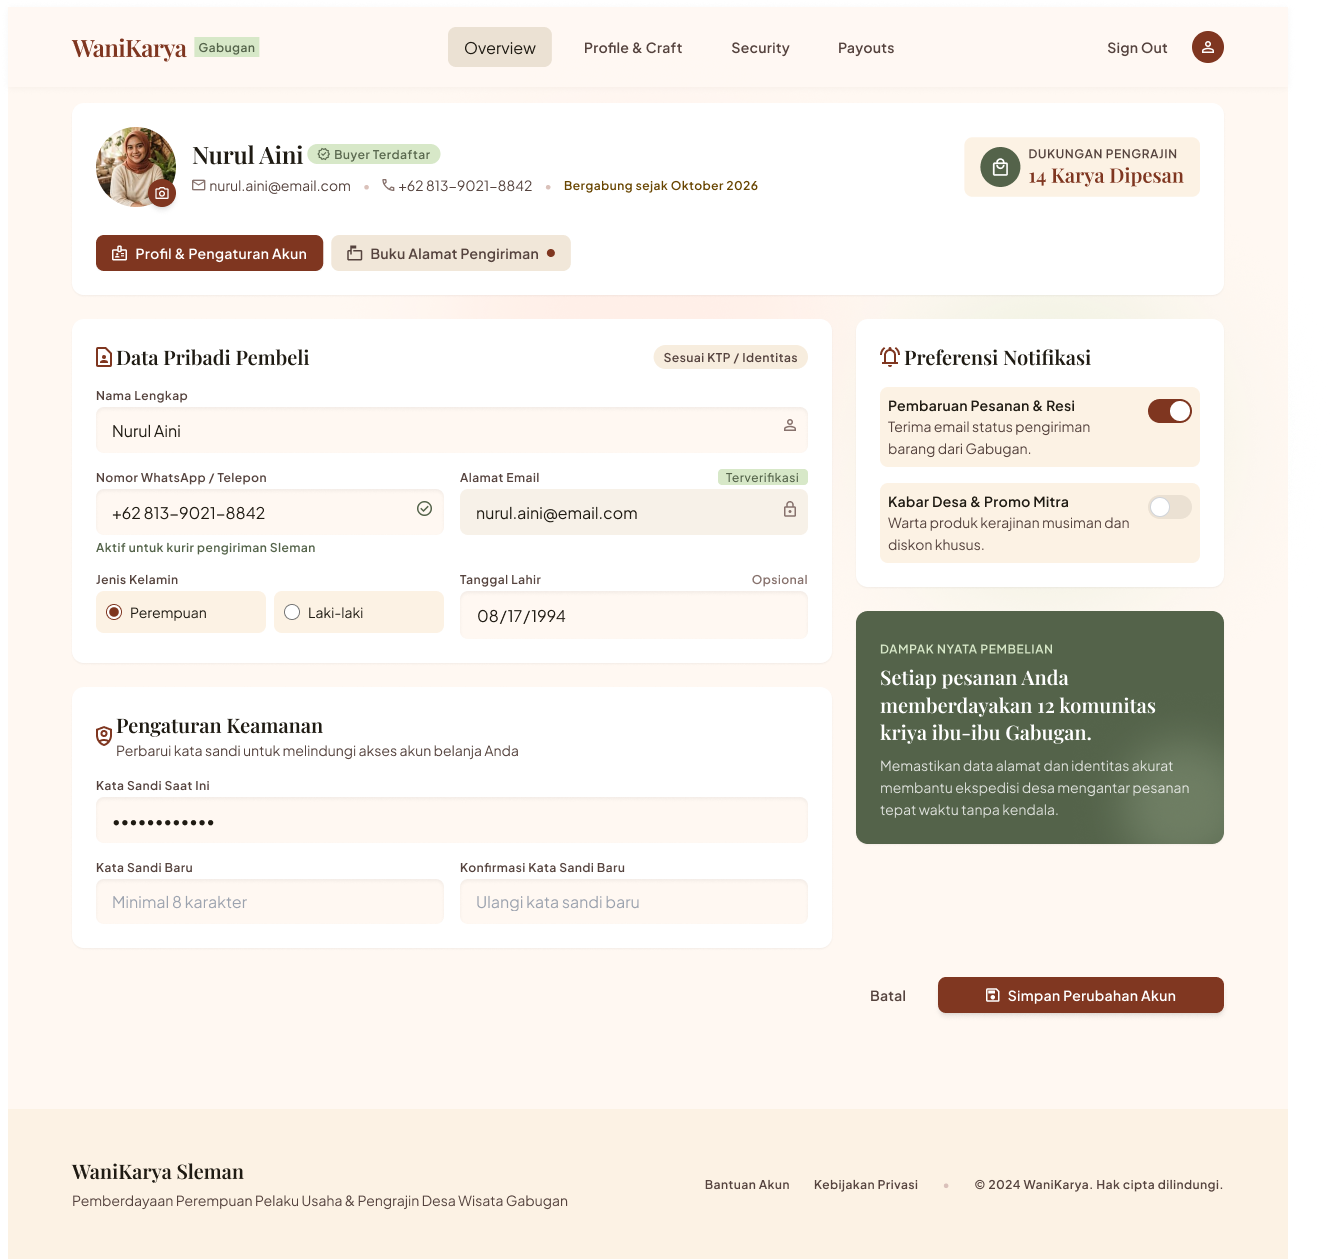 WaniKarya Gabugan
Overview Profile & Craft Security Payouts
Sign Out
Nurul Aini Buyer Terdaftar
nurul.aini@email.com • +62 813-9021-8842 • Bergabung sejak Oktober 2026
DUKUNGAN PENGRAJIN
14 Karya Dipesan
Profil & Pengaturan Akun
Buku Alamat Pengiriman
Data Pribadi Pembeli
Sesuai KTP / Identitas
Nama Lengkap
Nurul Aini
Nomor WhatsApp / Telepon
+62 813-9021-8842
Aktif untuk kurir pengiriman Sleman
Alamat Email Terverifikasi
nurul.aini@email.com
Jenis Kelamin
Perempuan
Laki-laki
Tanggal Lahir Opsional
08/17/1994
Pengaturan Keamanan
Perbarui kata sandi untuk melindungi akses akun belanja Anda
Kata Sandi Saat Ini
••••••••••••
Kata Sandi Baru
Minimal 8 karakter
Konfirmasi Kata Sandi Baru
Ulangi kata sandi baru
Preferensi Notifikasi
Pembaruan Pesanan & Resi
Terima email status pengiriman
barang dari Gabugan.
Kabar Desa & Promo Mitra
Warta produk kerajinan musiman dan
diskon khusus.
DAMPAK NYATA PEMBELIAN
Setiap pesanan Anda
memberdayakan 12 komunitas
kriya ibu-ibu Gabugan.
Memastikan data alamat dan identitas akurat
membantu ekspedisi desa mengantar pesanan
tepat waktu tanpa kendala.
Batal
Simpan Perubahan Akun
WaniKarya Sleman
Pemberdayaan Perempuan Pelaku Usaha & Pengrajin Desa Wisata Gabugan
Bantuan Akun Kebijakan Privasi • © 2024 WaniKarya. Hak cipta dilindungi.